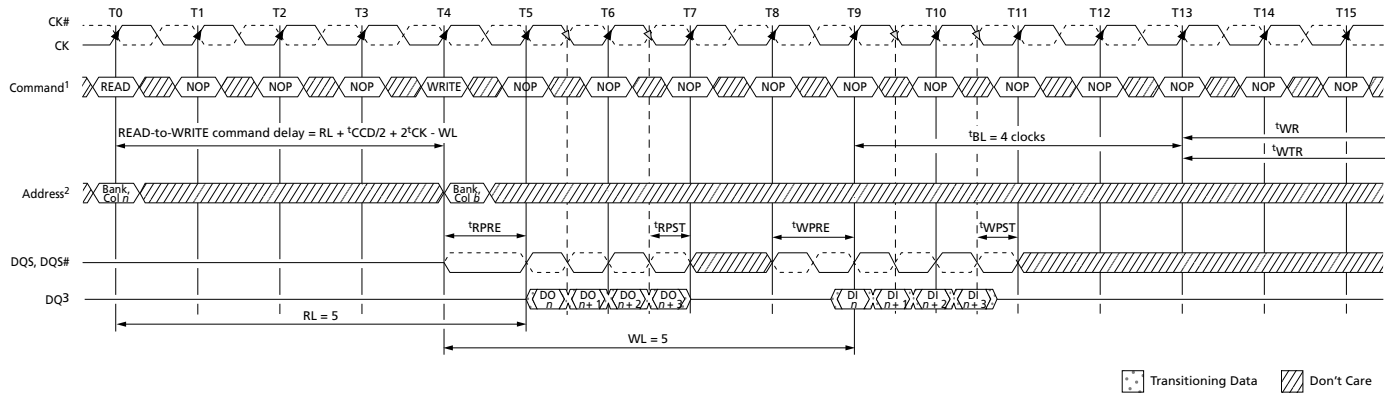 T0 T1 T2 T3 T4 T5 T6 T7 T8 T9 T10 T11 T12 T13 T14 T15
CK#
CK
Command¹ READ NOP NOP NOP WRITE NOP NOP NOP NOP NOP NOP NOP NOP NOP NOP NOP
READ-to-WRITE command delay = RL + tCCD/2 + 2tCK - WL
tBL = 4 clocks
tWR
tWTR
Address² Bank, Col n Bank, Col b
tRPRE tRPST tWPRE tWPST
DQS, DQS#
DQ³ DO n DO n + 1 DO n + 2 DO n + 3 DI n DI n + 1 DI n + 2 DI n + 3
RL = 5
WL = 5
Transitioning Data Don't Care